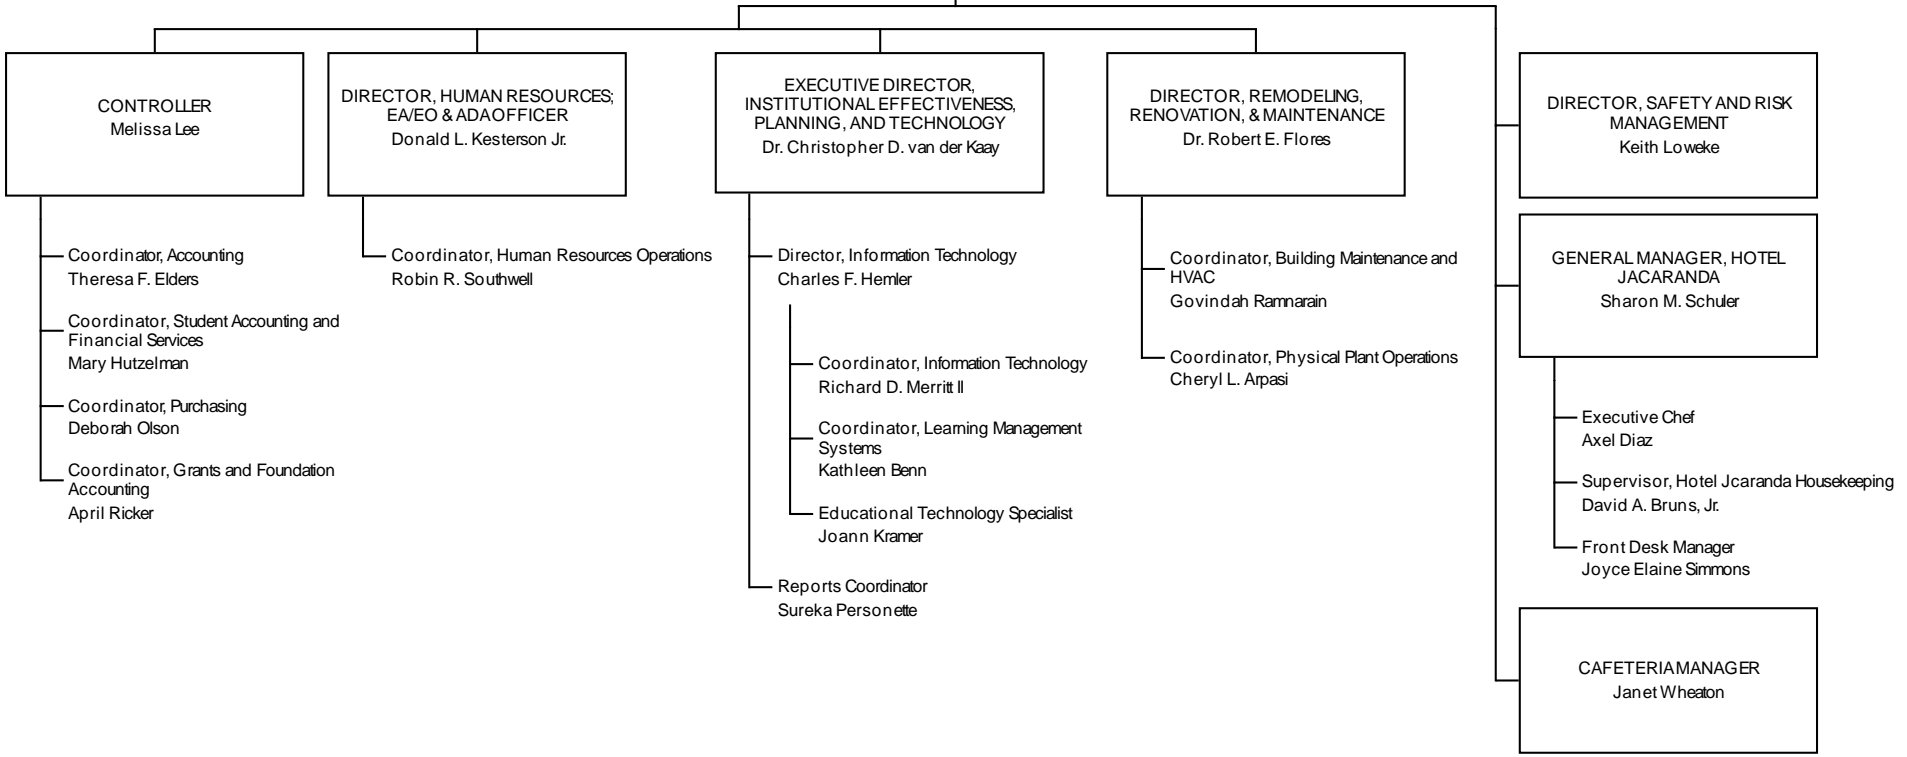 CONTROLLER
Melissa Lee
Coordinator, Accounting
Theresa F. Elders
Coordinator, Student Accounting and
Financial Services
Mary Hutzelman
Coordinator, Purchasing
Deborah Olson
Coordinator, Grants and Foundation
Accounting
April Ricker
DIRECTOR, HUMAN RESOURCES;
EA/EO & ADA OFFICER
Donald L. Kesterson Jr.
Coordinator, Human Resources Operations
Robin R. Southwell
EXECUTIVE DIRECTOR,
INSTITUTIONAL EFFECTIVENESS,
PLANNING, AND TECHNOLOGY
Dr. Christopher D. van der Kaay
Director, Information Technology
Charles F. Hemler
Coordinator, Information Technology
Richard D. Merritt II
Coordinator, Learning Management
Systems
Kathleen Benn
Educational Technology Specialist
Joann Kramer
Reports Coordinator
Sureka Personette
DIRECTOR, REMODELING,
RENOVATION, & MAINTENANCE
Dr. Robert E. Flores
Coordinator, Building Maintenance and
HVAC
Govindah Ramnarain
Coordinator, Physical Plant Operations
Cheryl L. Arpasi
DIRECTOR, SAFETY AND RISK
MANAGEMENT
Keith Loweke
GENERAL MANAGER, HOTEL
JACARANDA
Sharon M. Schuler
Executive Chef
Axel Diaz
Supervisor, Hotel Jcaranda Housekeeping
David A. Bruns, Jr.
Front Desk Manager
Joyce Elaine Simmons
CAFETERIA MANAGER
Janet Wheaton